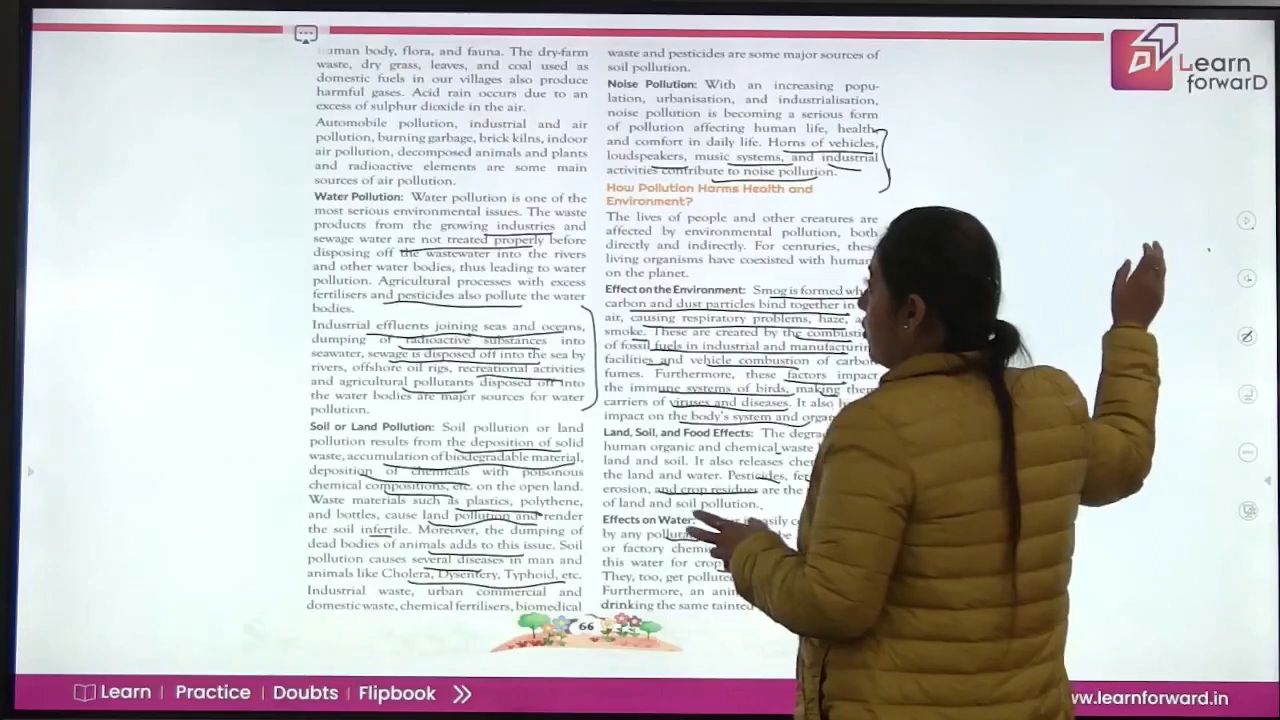 Learn
forwarD
uman body, flora, and fauna. The dry-farm
waste, dry grass, leaves, and coal used as
domestic fuels in our villages also produce
harmful gases. Acid rain occurs due to an
excess of sulphur dioxide in the air.
Automobile pollution, industrial and air
pollution, burning garbage, brick kilns, indoor
air pollution, decomposed animals and plants
and radioactive elements are some main
sources of air pollution.
Water Pollution: Water pollution is one of the
most serious environmental issues. The waste
products from the growing industries and
sewage water are not treated properly before
disposing off the wastewater into the rivers
and other water bodies, thus leading to water
pollution. Agricultural processes with excess
fertilisers and pesticides also pollute the water
bodies.
Industrial effluents joining seas and oceans,
dumping of radioactive substances into
seawater, sewage is disposed off into the sea by
rivers, offshore oil rigs, recreational activities
and agricultural pollutants disposed off into
the water bodies are major sources for water
pollution.
Soil or Land Pollution: Soil pollution or land
pollution results from the deposition of solid
waste, accumulation of biodegradable material,
deposition of chemicals with poisonous
chemical compositions, etc. on the open land.
Waste materials such as plastics, polythene,
and bottles, cause land pollution and render
the soil infertile. Moreover, the dumping of
dead bodies of animals adds to this issue. Soil
pollution causes several diseases in man and
animals like Cholera, Dysentery, Typhoid, etc.
Industrial waste, urban commercial and
domestic waste, chemical fertilisers, biomedical
waste and pesticides are some major sources of
soil pollution.
Noise Pollution: With an increasing popu-
lation, urbanisation, and industrialisation,
noise pollution is becoming a serious form
of pollution affecting human life, health
and comfort in daily life. Horns of vehicles,
loudspeakers, music systems, and industrial
activities contribute to noise pollution.
How Pollution Harms Health and
Environment?
The lives of people and other creatures are
affected by environmental pollution, both
directly and indirectly. For centuries, these
living organisms have coexisted with human
on the planet.
Effect on the Environment: Smog is formed wh
carbon and dust particles bind together in
air, causing respiratory problems, haze, a
smoke. These are created by the combusti
of fossil fuels in industrial and manufacturin
facilities and vehicle combustion of carbon
fumes. Furthermore, these factors impact
the immune systems of birds, making them
carriers of viruses and diseases. It also h
impact on the body's system and organ
Land, Soil, and Food Effects: The degra
human organic and chemical waste
land and soil. It also releases che
the land and water. Pesticides, fer
erosion, and crop residues are the
of land and soil pollution.
Effects on Water: easily c
by any polluta be
or factory chemi
this water for crop
They, too, get pollute
Furthermore, an anim
drinking the same tainted
66
Learn | Practice | Doubts | Flipbook
ww.learnforward.in